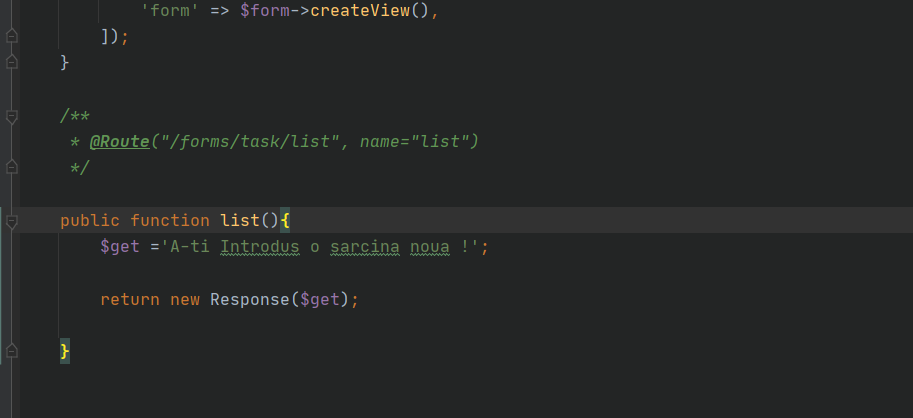 'form' => $form->createView(),
]);
}
/**
* @Route("/forms/task/list", name="list")
*/
public function list(){
$get ='A-ti Introdus o sarcina noua !';
return new Response($get);
}